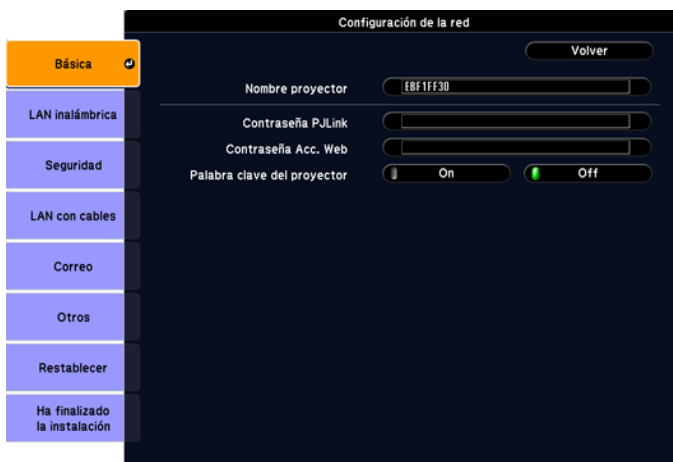 Configuración de la red
Volver
Básica
Nombre proyector EBF1FF30
LAN inalámbrica
Contraseña PJLink
Contraseña Acc. Web
Seguridad
Palabra clave del proyector On Off
LAN con cables
Correo
Otros
Restablecer
Ha finalizado
la instalación